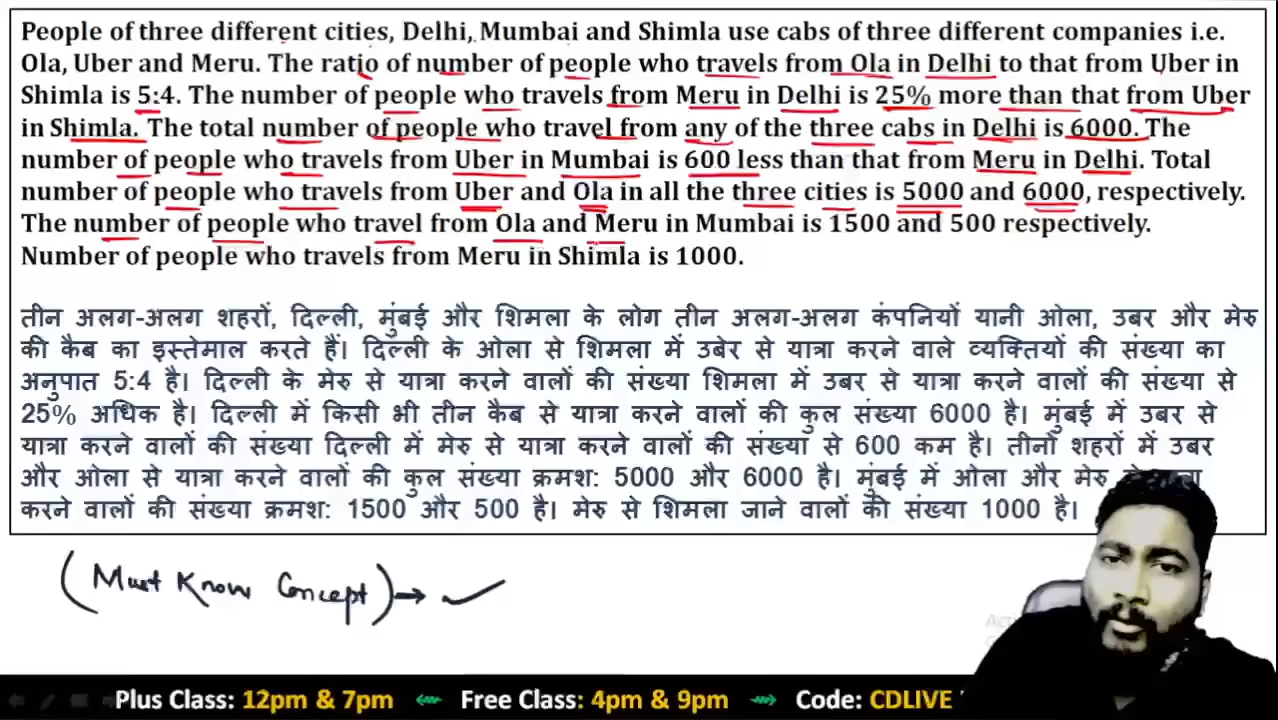 People of three different cities, Delhi, Mumbai and Shimla use cabs of three different companies i.e.
Ola, Uber and Meru. The ratio of number of people who travels from Ola in Delhi to that from Uber in
Shimla is 5:4. The number of people who travels from Meru in Delhi is 25% more than that from Uber
in Shimla. The total number of people who travel from any of the three cabs in Delhi is 6000. The
number of people who travels from Uber in Mumbai is 600 less than that from Meru in Delhi. Total
number of people who travels from Uber and Ola in all the three cities is 5000 and 6000, respectively.
The number of people who travel from Ola and Meru in Mumbai is 1500 and 500 respectively.
Number of people who travels from Meru in Shimla is 1000.
तीन अलग-अलग शहरों, दिल्ली, मुंबई और शिमला के लोग तीन अलग-अलग कंपनियों यानी ओला, उबर और मेरु
की कैब का इस्तेमाल करते हैं। दिल्ली के ओला से शिमला में उबेर से यात्रा करने वाले व्यक्तियों की संख्या का
अनुपात 5:4 है। दिल्ली के मेरु से यात्रा करने वालों की संख्या शिमला में उबर से यात्रा करने वालों की संख्या से
25% अधिक है। दिल्ली में किसी भी तीन कैब से यात्रा करने वालों की कुल संख्या 6000 है। मुंबई में उबर से
यात्रा करने वालों की संख्या दिल्ली में मेरु से यात्रा करने वालों की संख्या से 600 कम है। तीनों शहरों में उबर
और ओला से यात्रा करने वालों की कुल संख्या क्रमश: 5000 और 6000 है। मुंबई में ओला और मेरु
करने वालों की संख्या क्रमश: 1500 और 500 है। मेरु से शिमला जाने वालों की संख्या 1000 है।
(Must Know Concept) →
Plus Class: 12pm & 7pm Free Class: 4pm & 9pm Code: CDLIVE